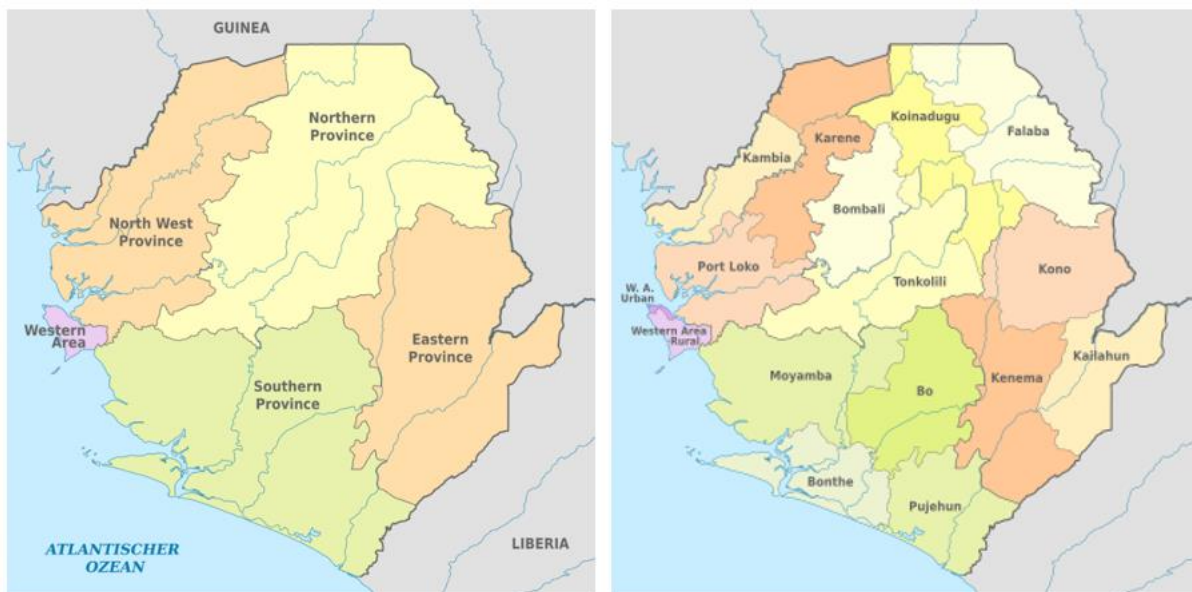 GUINEA
Northern
Province
North West
Province
Western
Area
Eastern
Province
Southern
Province
ATLANTISCHER
OZEAN
LIBERIA
Koinadugu
Karene
Falaba
Kambia
Bombali
Port Loko
Kono
Tonkolili
W. A.
Urban
Western Area
Rural
Kailahun
Moyamba
Kenema
Bo
Bonthe
Pujehun